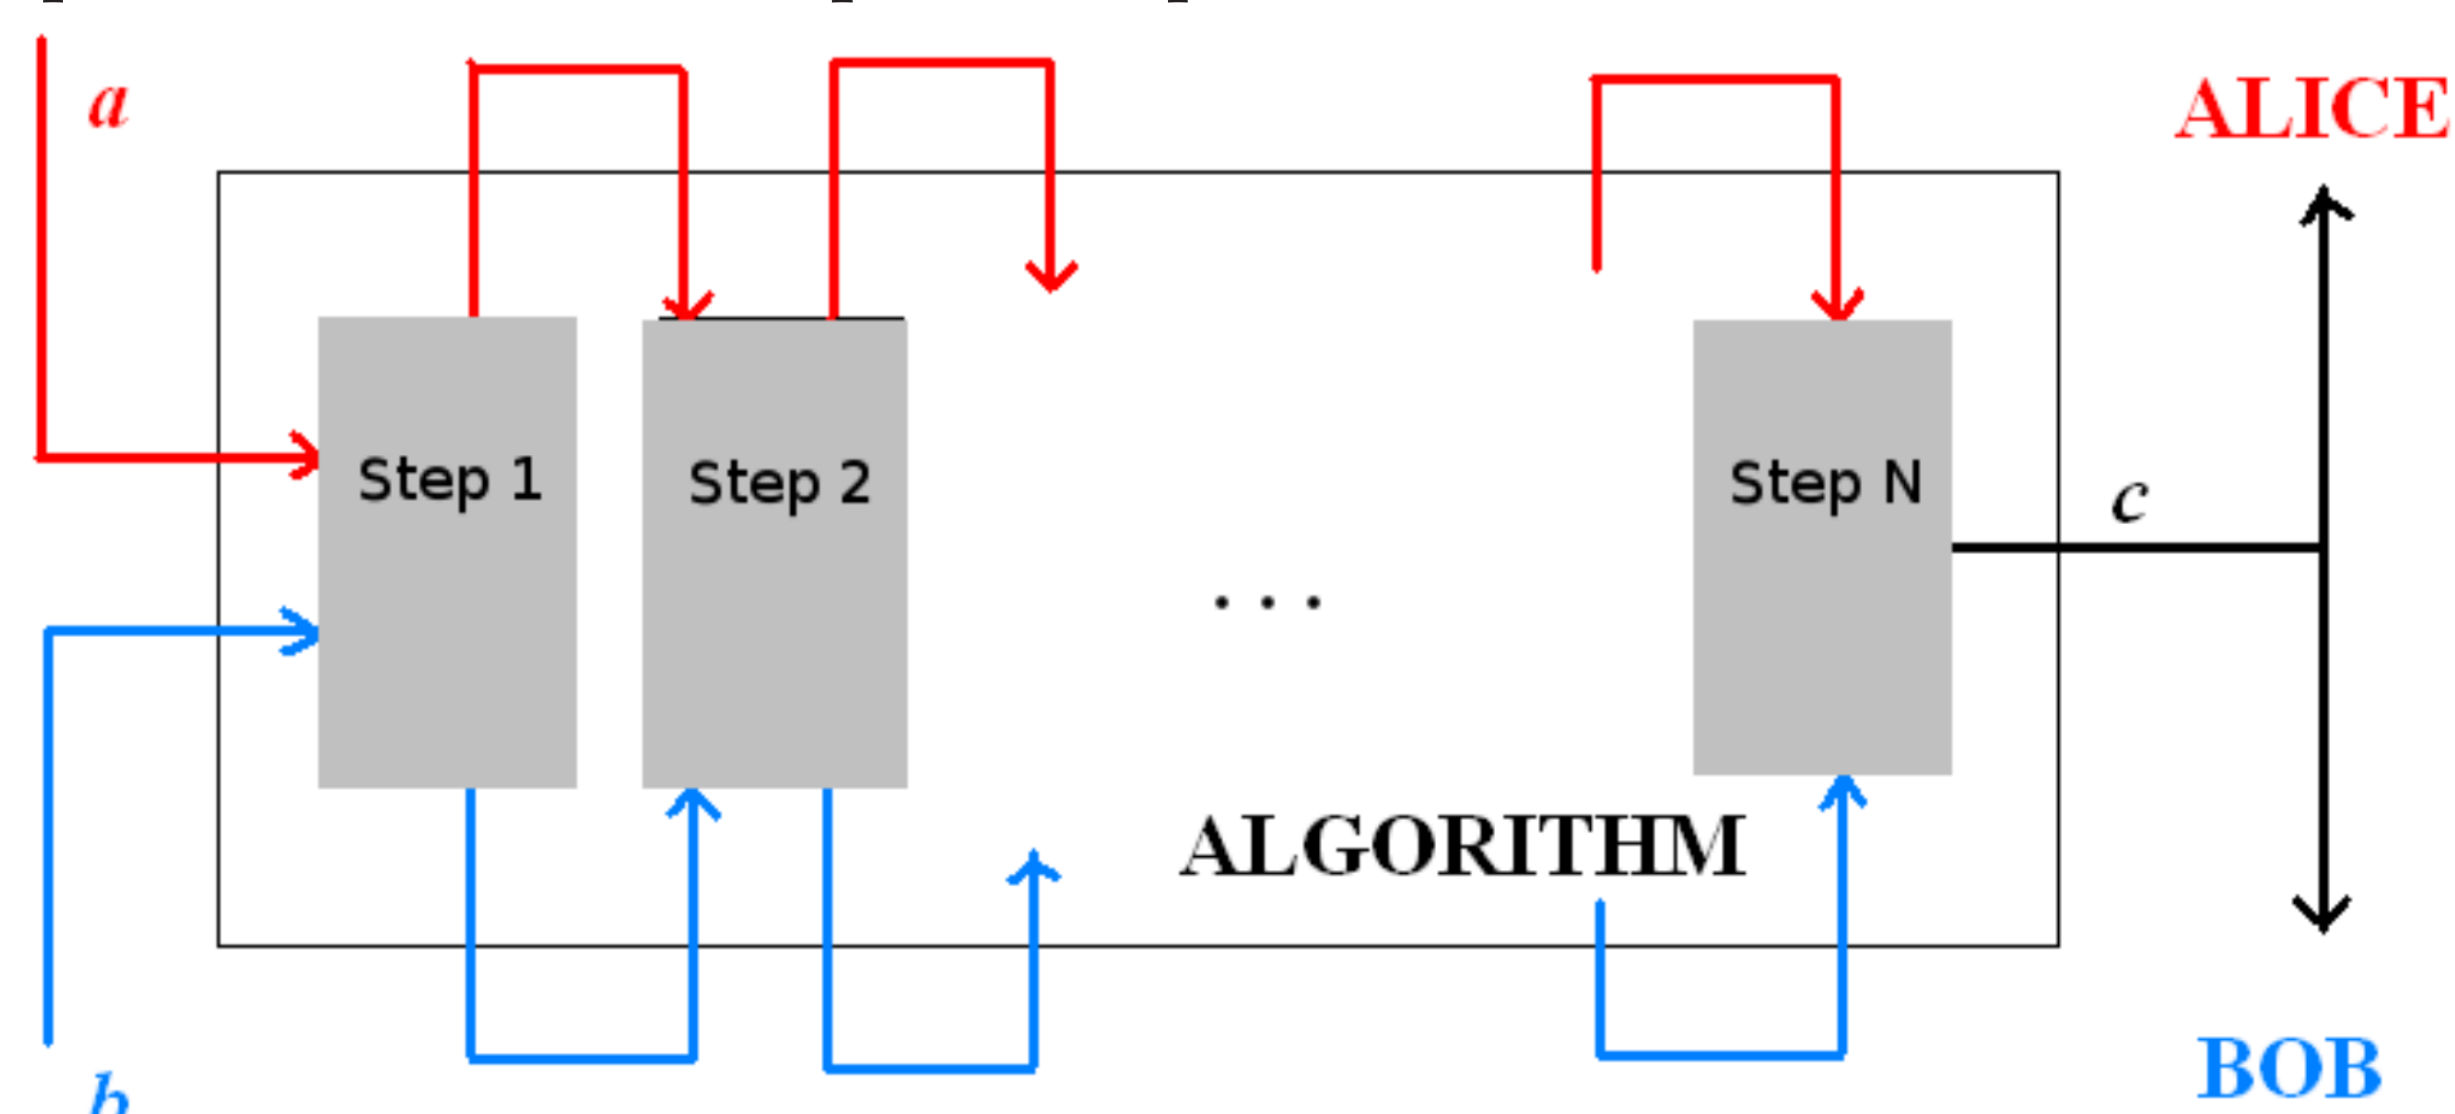 a
ALICE
Step 1
Step 2
Step N
c
. . .
ALGORITHM
b
BOB